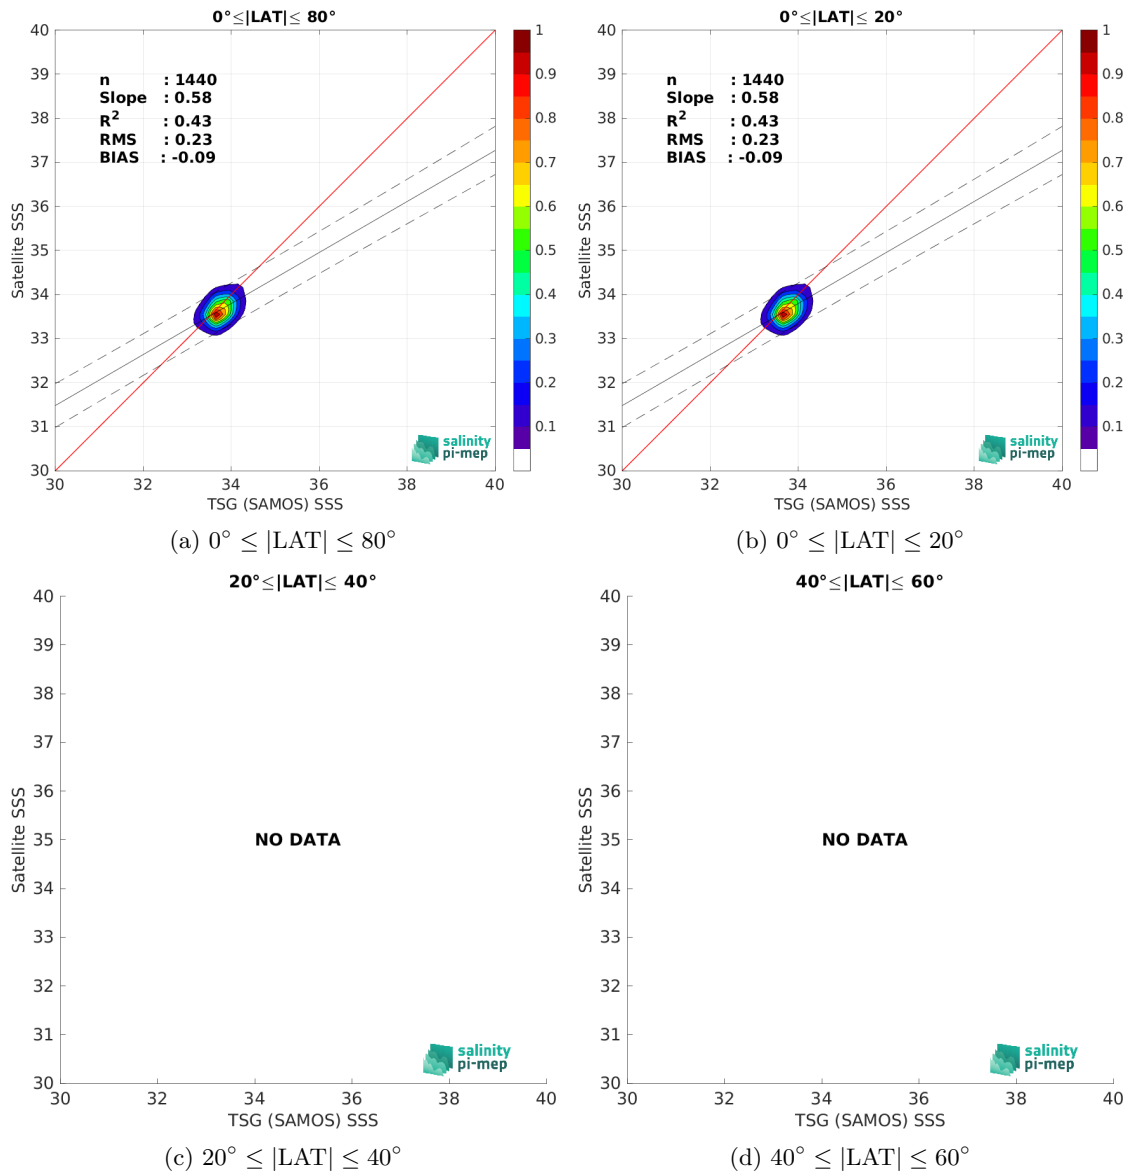 0°≤|LAT|≤ 80°
40
39
38
37
36
35
34
33
32
31
30
n : 1440
Slope : 0.58
R² : 0.43
RMS : 0.23
BIAS : -0.09
1
0.9
0.8
0.7
0.6
0.5
0.4
0.3
0.2
0.1
Satellite SSS
salinity
pi-mep
30 32 34 36 38 40
TSG (SAMOS) SSS
(a) 0° ≤ |LAT| ≤ 80°
0°≤|LAT|≤ 20°
40
39
38
37
36
35
34
33
32
31
30
n : 1440
Slope : 0.58
R² : 0.43
RMS : 0.23
BIAS : -0.09
1
0.9
0.8
0.7
0.6
0.5
0.4
0.3
0.2
0.1
Satellite SSS
salinity
pi-mep
30 32 34 36 38 40
TSG (SAMOS) SSS
(b) 0° ≤ |LAT| ≤ 20°
20°≤|LAT|≤ 40°
40
39
38
37
36
35
34
33
32
31
30
Satellite SSS
NO DATA
salinity
pi-mep
30 32 34 36 38 40
TSG (SAMOS) SSS
(c) 20° ≤ |LAT| ≤ 40°
40°≤|LAT|≤ 60°
40
39
38
37
36
35
34
33
32
31
30
Satellite SSS
NO DATA
salinity
pi-mep
30 32 34 36 38 40
TSG (SAMOS) SSS
(d) 40° ≤ |LAT| ≤ 60°